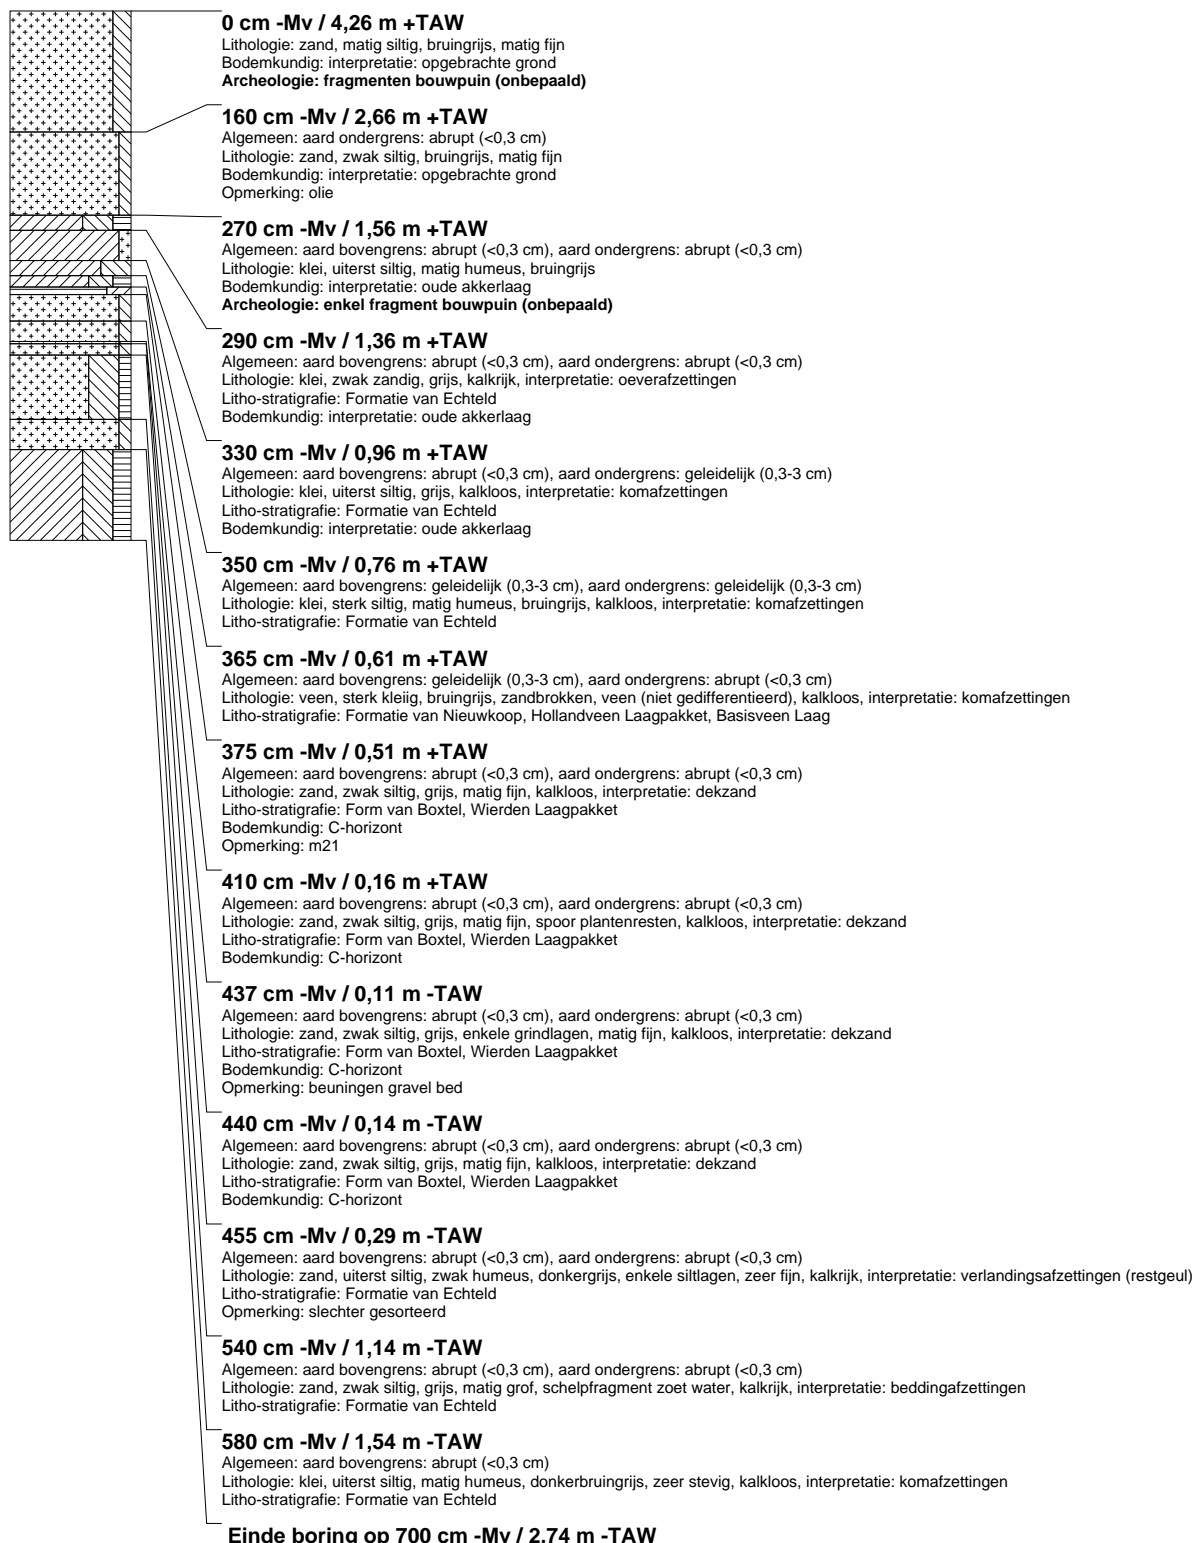 0 cm -Mv / 4,26 m +TAW
Lithologie: zand, matig siltig, bruingrijs, matig fijn
Bodemkundig: interpretatie: opgebrachte grond
Archeologie: fragmenten bouwpuin (onbepaald)
160 cm -Mv / 2,66 m +TAW
Algemeen: aard ondergrens: abrupt (<0,3 cm)
Lithologie: zand, zwak siltig, bruingrijs, matig fijn
Bodemkundig: interpretatie: opgebrachte grond
Opmerking: olie
270 cm -Mv / 1,56 m +TAW
Algemeen: aard bovengrens: abrupt (<0,3 cm), aard ondergrens: abrupt (<0,3 cm)
Lithologie: klei, uiterst siltig, matig humeus, bruingrijs
Bodemkundig: interpretatie: oude akkerlaag
Archeologie: enkel fragment bouwpuin (onbepaald)
290 cm -Mv / 1,36 m +TAW
Algemeen: aard bovengrens: abrupt (<0,3 cm), aard ondergrens: abrupt (<0,3 cm)
Lithologie: klei, zwak zandig, grijs, kalkrijk, interpretatie: oeverafzettingen
Litho-stratigrafie: Formatie van Echteld
Bodemkundig: interpretatie: oude akkerlaag
330 cm -Mv / 0,96 m +TAW
Algemeen: aard bovengrens: abrupt (<0,3 cm), aard ondergrens: geleidelijk (0,3-3 cm)
Lithologie: klei, uiterst siltig, grijs, kalkloos, interpretatie: komafzettingen
Litho-stratigrafie: Formatie van Echteld
Bodemkundig: interpretatie: oude akkerlaag
350 cm -Mv / 0,76 m +TAW
Algemeen: aard bovengrens: geleidelijk (0,3-3 cm), aard ondergrens: geleidelijk (0,3-3 cm)
Lithologie: klei, sterk siltig, matig humeus, bruingrijs, kalkloos, interpretatie: komafzettingen
Litho-stratigrafie: Formatie van Echteld
365 cm -Mv / 0,61 m +TAW
Algemeen: aard bovengrens: geleidelijk (0,3-3 cm), aard ondergrens: abrupt (<0,3 cm)
Lithologie: veen, sterk kleiig, bruingrijs, zandbrokken, veen (niet gedifferentieerd), kalkloos, interpretatie: komafzettingen
Litho-stratigrafie: Formatie van Nieuwkoop, Hollandveen Laagpakket, Basisveen Laag
375 cm -Mv / 0,51 m +TAW
Algemeen: aard bovengrens: abrupt (<0,3 cm), aard ondergrens: abrupt (<0,3 cm)
Lithologie: zand, zwak siltig, grijs, matig fijn, kalkloos, interpretatie: dekzand
Litho-stratigrafie: Form van Boxtel, Wierden Laagpakket
Bodemkundig: C-horizont
Opmerking: m21
410 cm -Mv / 0,16 m +TAW
Algemeen: aard bovengrens: abrupt (<0,3 cm), aard ondergrens: abrupt (<0,3 cm)
Lithologie: zand, zwak siltig, grijs, matig fijn, spoor plantenresten, kalkloos, interpretatie: dekzand
Litho-stratigrafie: Form van Boxtel, Wierden Laagpakket
Bodemkundig: C-horizont
437 cm -Mv / 0,11 m -TAW
Algemeen: aard bovengrens: abrupt (<0,3 cm), aard ondergrens: abrupt (<0,3 cm)
Lithologie: zand, zwak siltig, grijs, enkele grindlagen, matig fijn, kalkloos, interpretatie: dekzand
Litho-stratigrafie: Form van Boxtel, Wierden Laagpakket
Bodemkundig: C-horizont
Opmerking: beuningen gravel bed
440 cm -Mv / 0,14 m -TAW
Algemeen: aard bovengrens: abrupt (<0,3 cm), aard ondergrens: abrupt (<0,3 cm)
Lithologie: zand, zwak siltig, grijs, matig fijn, kalkloos, interpretatie: dekzand
Litho-stratigrafie: Form van Boxtel, Wierden Laagpakket
Bodemkundig: C-horizont
455 cm -Mv / 0,29 m -TAW
Algemeen: aard bovengrens: abrupt (<0,3 cm), aard ondergrens: abrupt (<0,3 cm)
Lithologie: zand, uiterst siltig, zwak humeus, donkergrijs, enkele siltlagen, zeer fijn, kalkrijk, interpretatie: verlandingsafzettingen (restgeul)
Litho-stratigrafie: Formatie van Echteld
Opmerking: slechter gesorteerd
540 cm -Mv / 1,14 m -TAW
Algemeen: aard bovengrens: abrupt (<0,3 cm), aard ondergrens: abrupt (<0,3 cm)
Lithologie: zand, zwak siltig, grijs, matig grof, schelpfragment zoet water, kalkrijk, interpretatie: beddingafzettingen
Litho-stratigrafie: Formatie van Echteld
580 cm -Mv / 1,54 m -TAW
Algemeen: aard bovengrens: abrupt (<0,3 cm)
Lithologie: klei, uiterst siltig, matig humeus, donkerbruingrijs, zeer stevig, kalkloos, interpretatie: komafzettingen
Litho-stratigrafie: Formatie van Echteld
Einde boring op 700 cm -Mv / 2,74 m -TAW